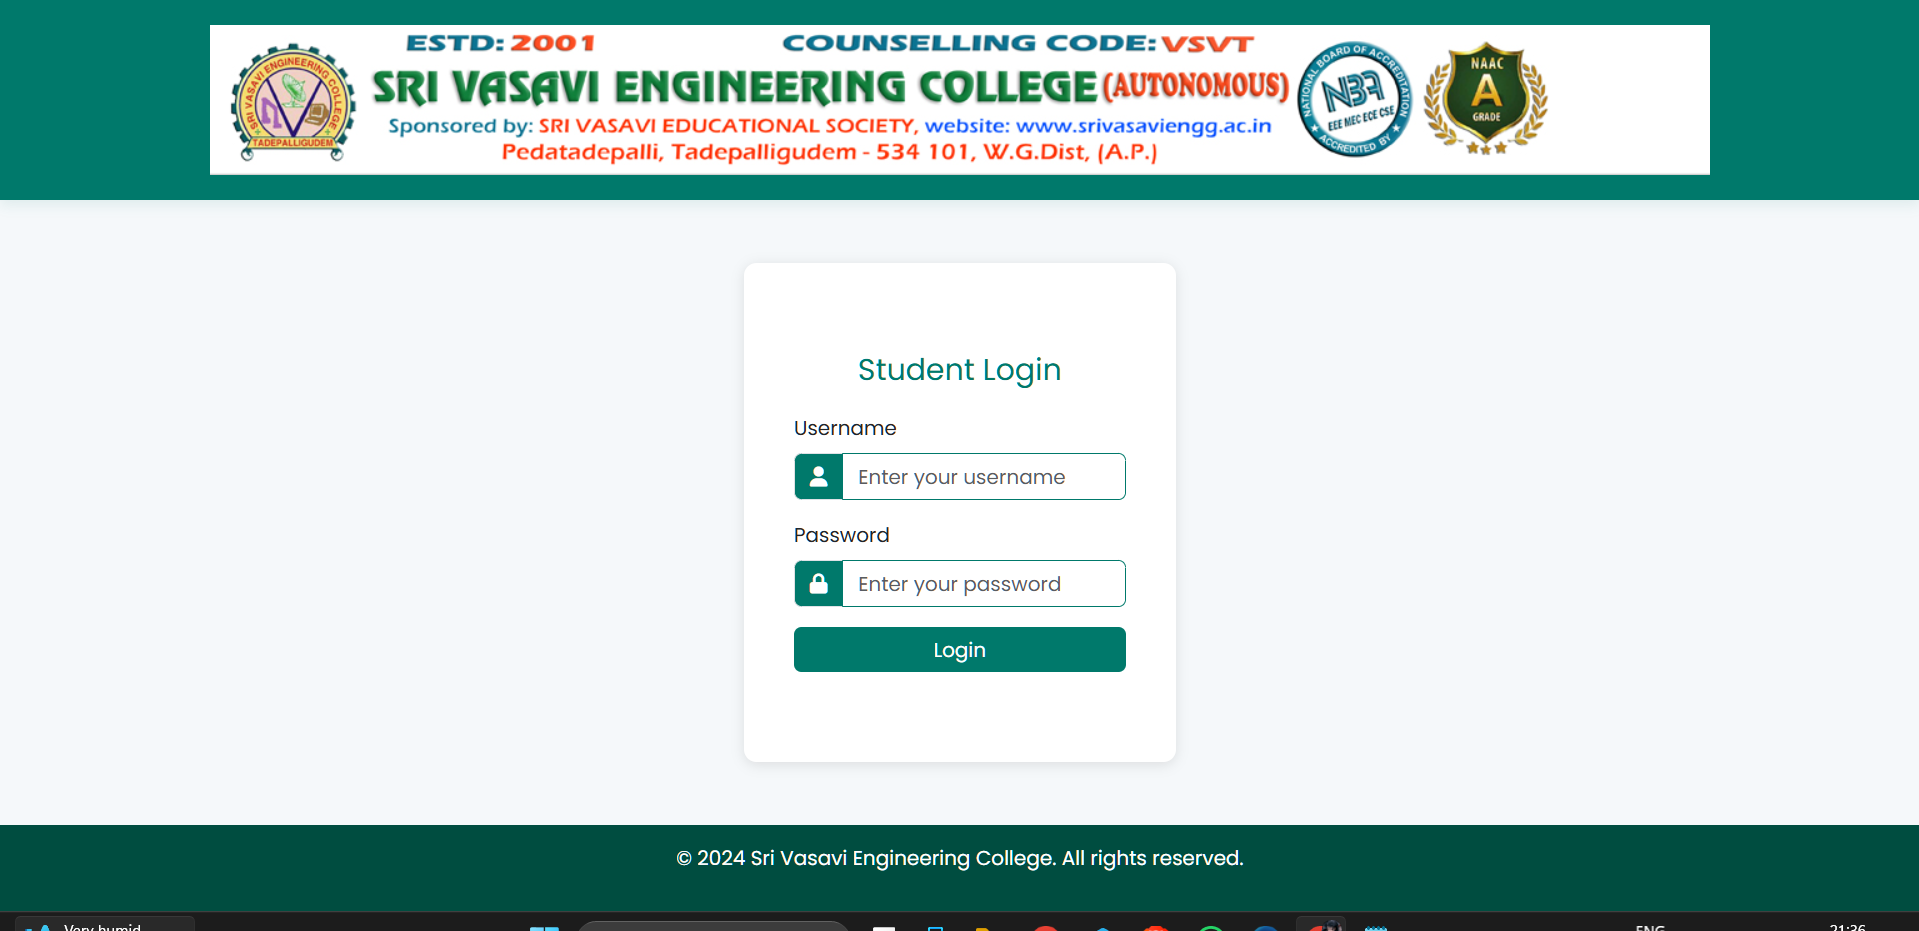 ESTD: 2001 COUNSELLING CODE: VSVT
SRI VASAVI ENGINEERING COLLEGE (AUTONOMOUS)
Sponsored by: SRI VASAVI EDUCATIONAL SOCIETY, website: www.srivasaviengg.ac.in
Pedatadepalli, Tadepalligudem - 534 101, W.G.Dist, (A.P.)
SRI VASAVI ENGINEERING COLLEGE
TADEPALLIGUDEM
NATIONAL BOARD OF ACCREDITATION
NBA
EEE MEC ECE CSE
ACCREDITED BY
NAAC
A
GRADE
Student Login
Username
Enter your username
Password
Enter your password
Login
© 2024 Sri Vasavi Engineering College. All rights reserved.
Very humid
ENG
21:36